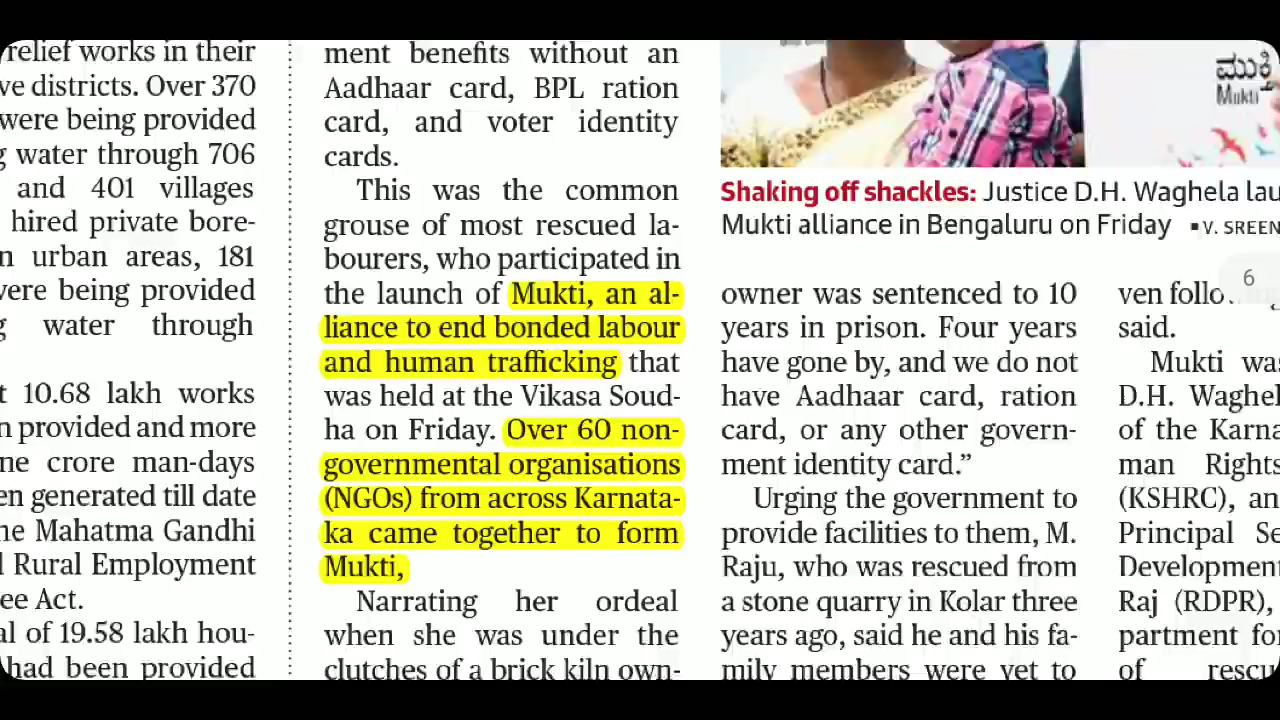 relief works in their
ve districts. Over 370
were being provided
water through 706
and 401 villages
hired private bore-
urban areas, 181
were being provided
water through
10.68 lakh works
provided and more
crore man-days
generated till date
Mahatma Gandhi
Rural Employment
ee Act.
of 19.58 lakh hou-
had been provided
ment benefits without an
Aadhaar card, BPL ration
card, and voter identity
cards.
This was the common
grouse of most rescued la-
bourers, who participated in
the launch of Mukti, an al-
liance to end bonded labour
and human trafficking that
was held at the Vikasa Soud-
ha on Friday. Over 60 non-
governmental organisations
(NGOs) from across Karnata-
ka came together to form
Mukti,
Narrating her ordeal
when she was under the
clutches of a brick kiln own-
ಮುಕ್ತಿ
Mukti
Shaking off shackles: Justice D.H. Waghela lau
Mukti alliance in Bengaluru on Friday ▪ V. SREEN
owner was sentenced to 10
years in prison. Four years
have gone by, and we do not
have Aadhaar card, ration
card, or any other govern-
ment identity card.”
Urging the government to
provide facilities to them, M.
Raju, who was rescued from
a stone quarry in Kolar three
years ago, said he and his fa-
mily members were yet to
6
ven follo
said.
Mukti was
D.H. Waghel
of the Karna
man Rights
(KSHRC), an
Principal Se
Development
Raj (RDPR),
partment for
of rescu